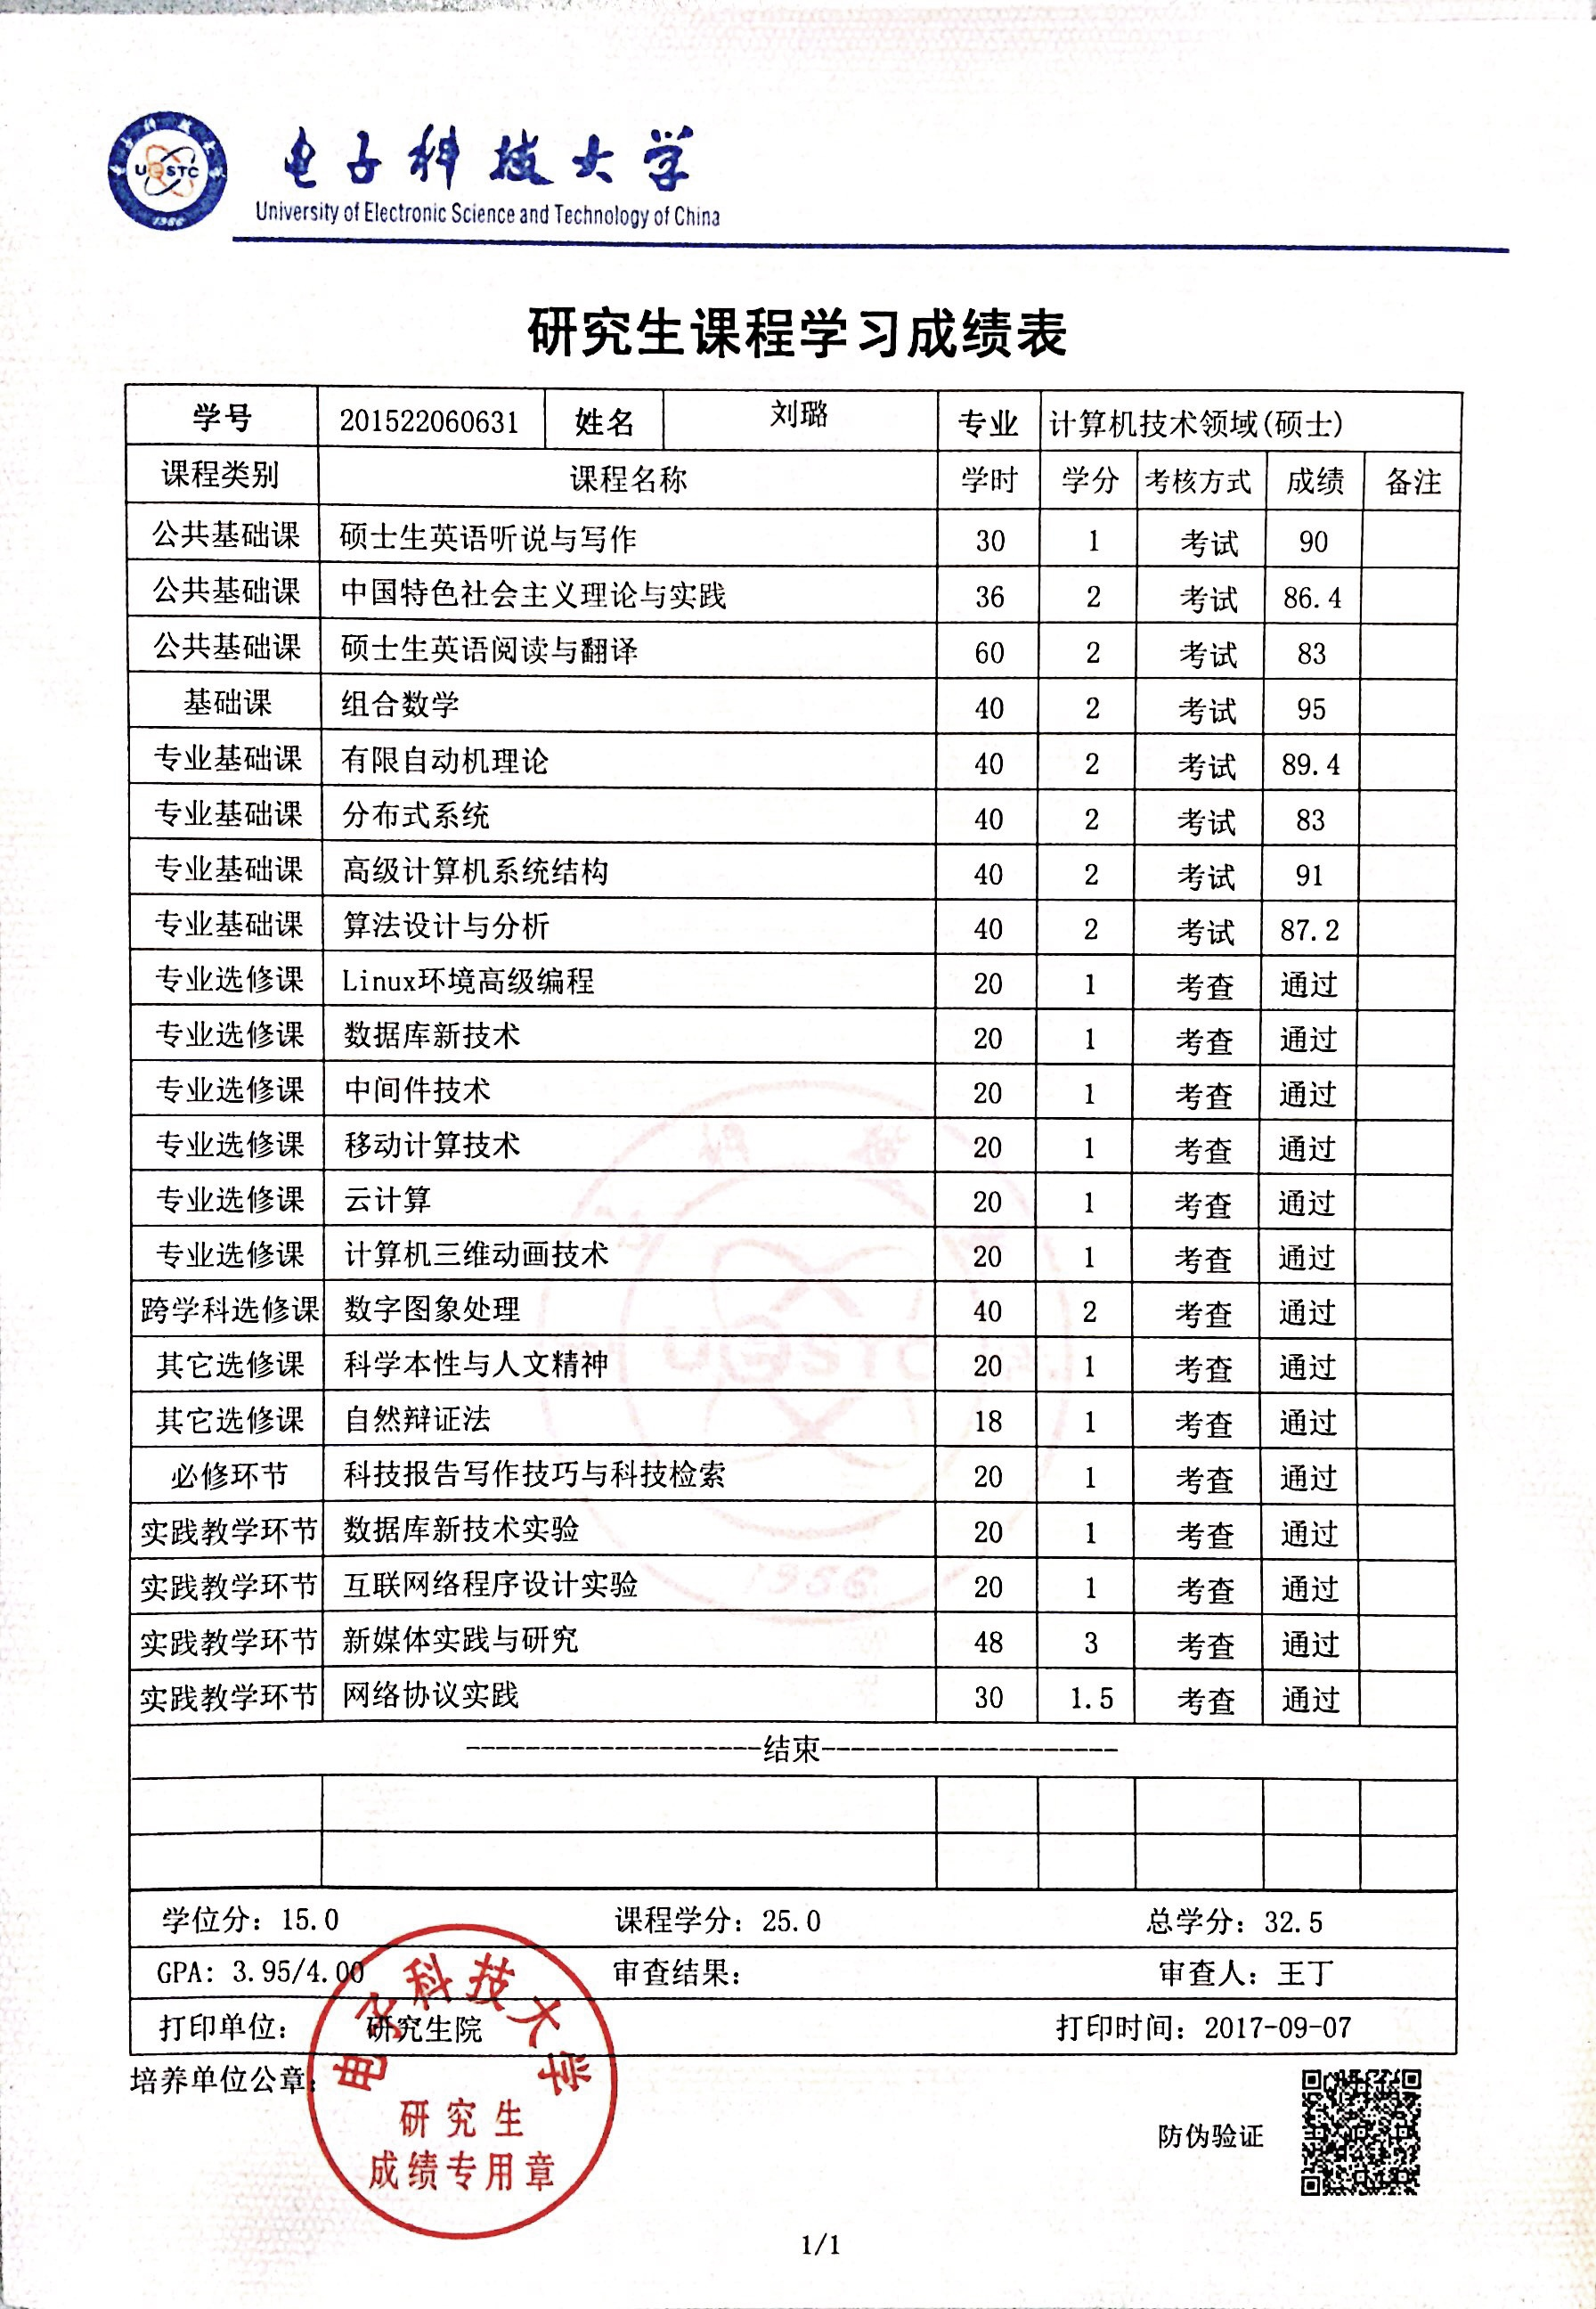 电子科技大学
University of Electronic Science and Technology of China
研究生课程学习成绩表
学号 201522060631 姓名 刘璐 专业 计算机技术领域(硕士)
课程类别 课程名称 学时 学分 考核方式 成绩 备注
公共基础课 硕士生英语听说与写作 30 1 考试 90
公共基础课 中国特色社会主义理论与实践 36 2 考试 86.4
公共基础课 硕士生英语阅读与翻译 60 2 考试 83
基础课 组合数学 40 2 考试 95
专业基础课 有限自动机理论 40 2 考试 89.4
专业基础课 分布式系统 40 2 考试 83
专业基础课 高级计算机系统结构 40 2 考试 91
专业基础课 算法设计与分析 40 2 考试 87.2
专业选修课 Linux环境高级编程 20 1 考查 通过
专业选修课 数据库新技术 20 1 考查 通过
专业选修课 中间件技术 20 1 考查 通过
专业选修课 移动计算技术 20 1 考查 通过
专业选修课 云计算 20 1 考查 通过
专业选修课 计算机三维动画技术 20 1 考查 通过
跨学科选修课 数字图象处理 40 2 考查 通过
其它选修课 科学本性与人文精神 20 1 考查 通过
其它选修课 自然辩证法 18 1 考查 通过
必修环节 科技报告写作技巧与科技检索 20 1 考查 通过
实践教学环节 数据库新技术实验 20 1 考查 通过
实践教学环节 互联网络程序设计实验 20 1 考查 通过
实践教学环节 新媒体实践与研究 48 3 考查 通过
实践教学环节 网络协议实践 30 1.5 考查 通过
--------------------结束--------------------
学位分: 15.0 课程学分: 25.0 总学分: 32.5
GPA: 3.95/4.00 审查结果: 审查人: 王丁
打印单位: 研究生院 打印时间: 2017-09-07
培养单位公章:
电子科技大学
研究生
成绩专用章
防伪验证
1/1
UESTC
1956